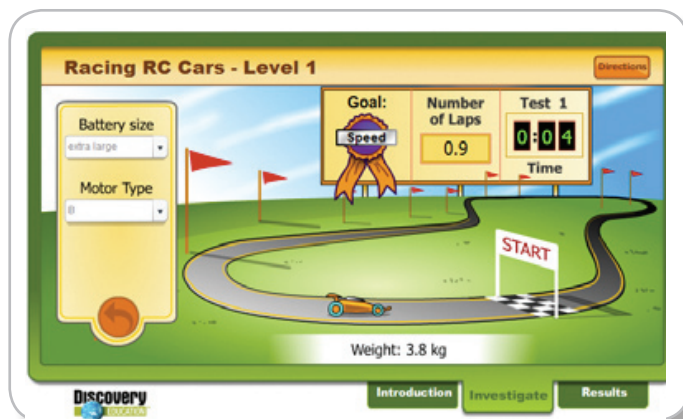 Racing RC Cars - Level 1
Directions
Battery size
extra large
Motor Type
B
Goal:
Speed
Number
of Laps
0.9
Test 1
0:04
Time
START
Weight: 3.8 kg
Discovery
EDUCATION
Introduction
Investigate
Results